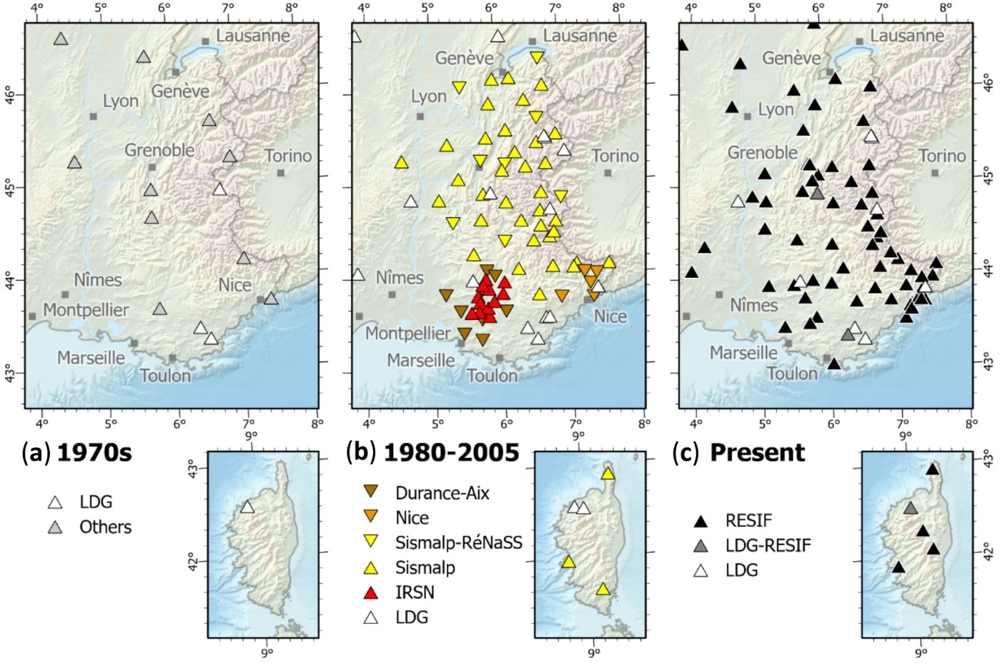 4° 5° 6° 7° 8°
46°
45°
44°
43°
Lausanne
Genève
Lyon
Grenoble
Torino
Nîmes
Nice
Montpellier
Marseille
Toulon
4° 5° 6° 7° 8°
4° 5° 6° 7° 8°
Lausanne
Genève
Lyon
Torino
Nîmes
Nice
Montpellier
Marseille
Toulon
4° 5° 6° 7° 8°
4° 5° 6° 7° 8°
46°
45°
44°
43°
Lausanne
Genève
Lyon
Grenoble
Torino
Nîmes
Marseille
Toulon
4° 5° 6° 7° 8°
(a) 1970s
LDG
Others
9°
43°
42°
9°
(b) 1980-2005
Durance-Aix
Nice
Sismalp-RéNaSS
Sismalp
IRSN
LDG
9°
9°
(c) Present
RESIF
LDG-RESIF
LDG
9°
43°
42°
9°